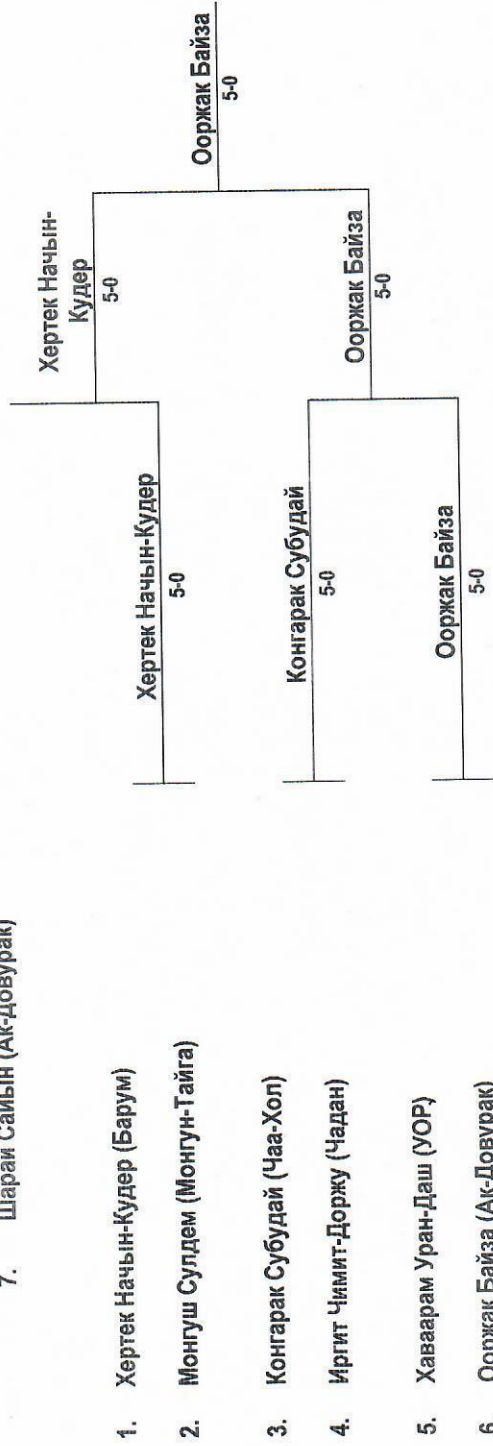 7. Шарай Сайын (Ак-Довурак)
1. Хертек Начын-Кудер (Барум)
2. Монгуш Сулдем (Монгун-Тайга)
3. Конгарак Субудай (Чаа-Хол)
4. Иргит Чимит-Доржу (Чадан)
5. Хаваарам Уран-Даш (УОР)
6. Ооржак Байза (Ак-Довурак)
Хертек Начын-Кудер
5-0
Конгарак Субудай
5-0
Ооржак Байза
5-0
Хертек Начын-
Кудер
5-0
Ооржак Байза
5-0
Ооржак Байза
5-0